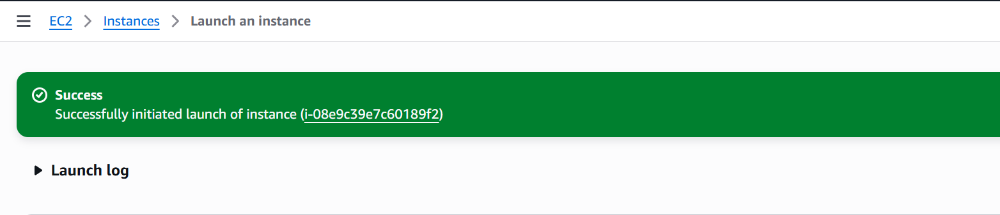 EC2 Instances Launch an instance
Success
Successfully initiated launch of instance (i-08e9c39e7c60189f2)
Launch log